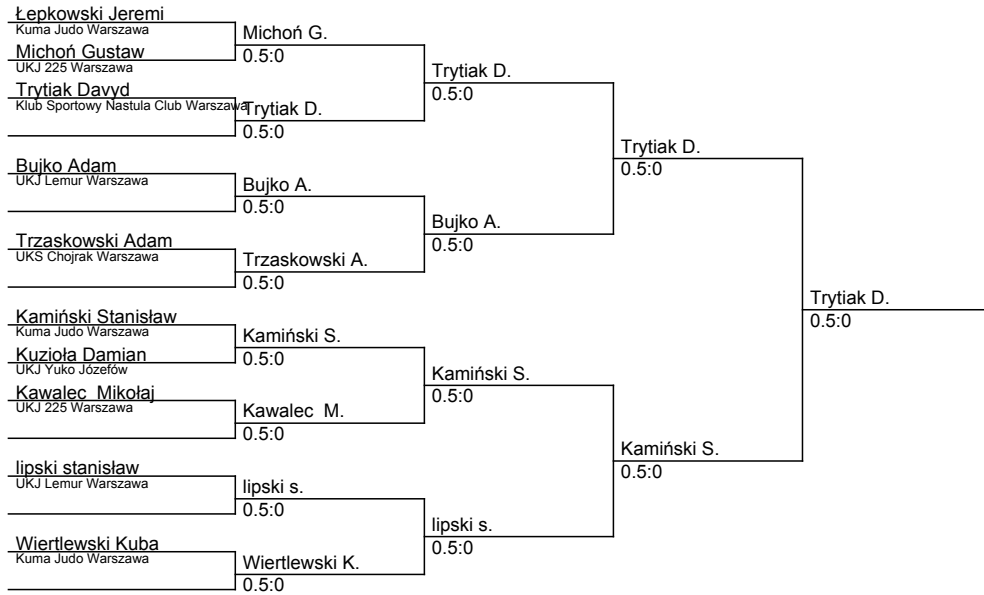 Łepkowski Jeremi
Kuma Judo Warszawa
Michoń Gustaw
UKJ 225 Warszawa
Trytiak Davyd
Klub Sportowy Nastula Club Warszawa
Bujko Adam
UKJ Lemur Warszawa
Trzaskowski Adam
UKS Chojrak Warszawa
Kamiński Stanisław
Kuma Judo Warszawa
Kuzioła Damian
UKJ Yuko Józefów
Kawalec  Mikołaj
UKJ 225 Warszawa
lipski stanisław
UKJ Lemur Warszawa
Wiertlewski Kuba
Kuma Judo Warszawa
Michoń G.
0.5:0
Trytiak D.
0.5:0
Bujko A.
0.5:0
Trzaskowski A.
0.5:0
Kamiński S.
0.5:0
Kawalec  M.
0.5:0
lipski s.
0.5:0
Wiertlewski K.
0.5:0
Trytiak D.
0.5:0
Bujko A.
0.5:0
Kamiński S.
0.5:0
lipski s.
0.5:0
Trytiak D.
0.5:0
Kamiński S.
0.5:0
Trytiak D.
0.5:0